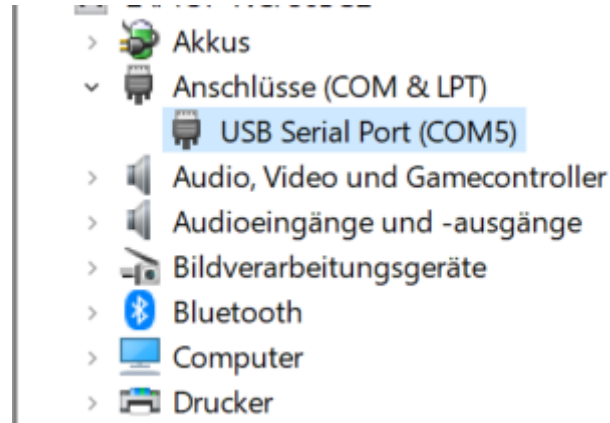 Akkus
Anschlüsse (COM & LPT)
USB Serial Port (COM5)
Audio, Video und Gamecontroller
Audioeingänge und -ausgänge
Bildverarbeitungsgeräte
Bluetooth
Computer
Drucker